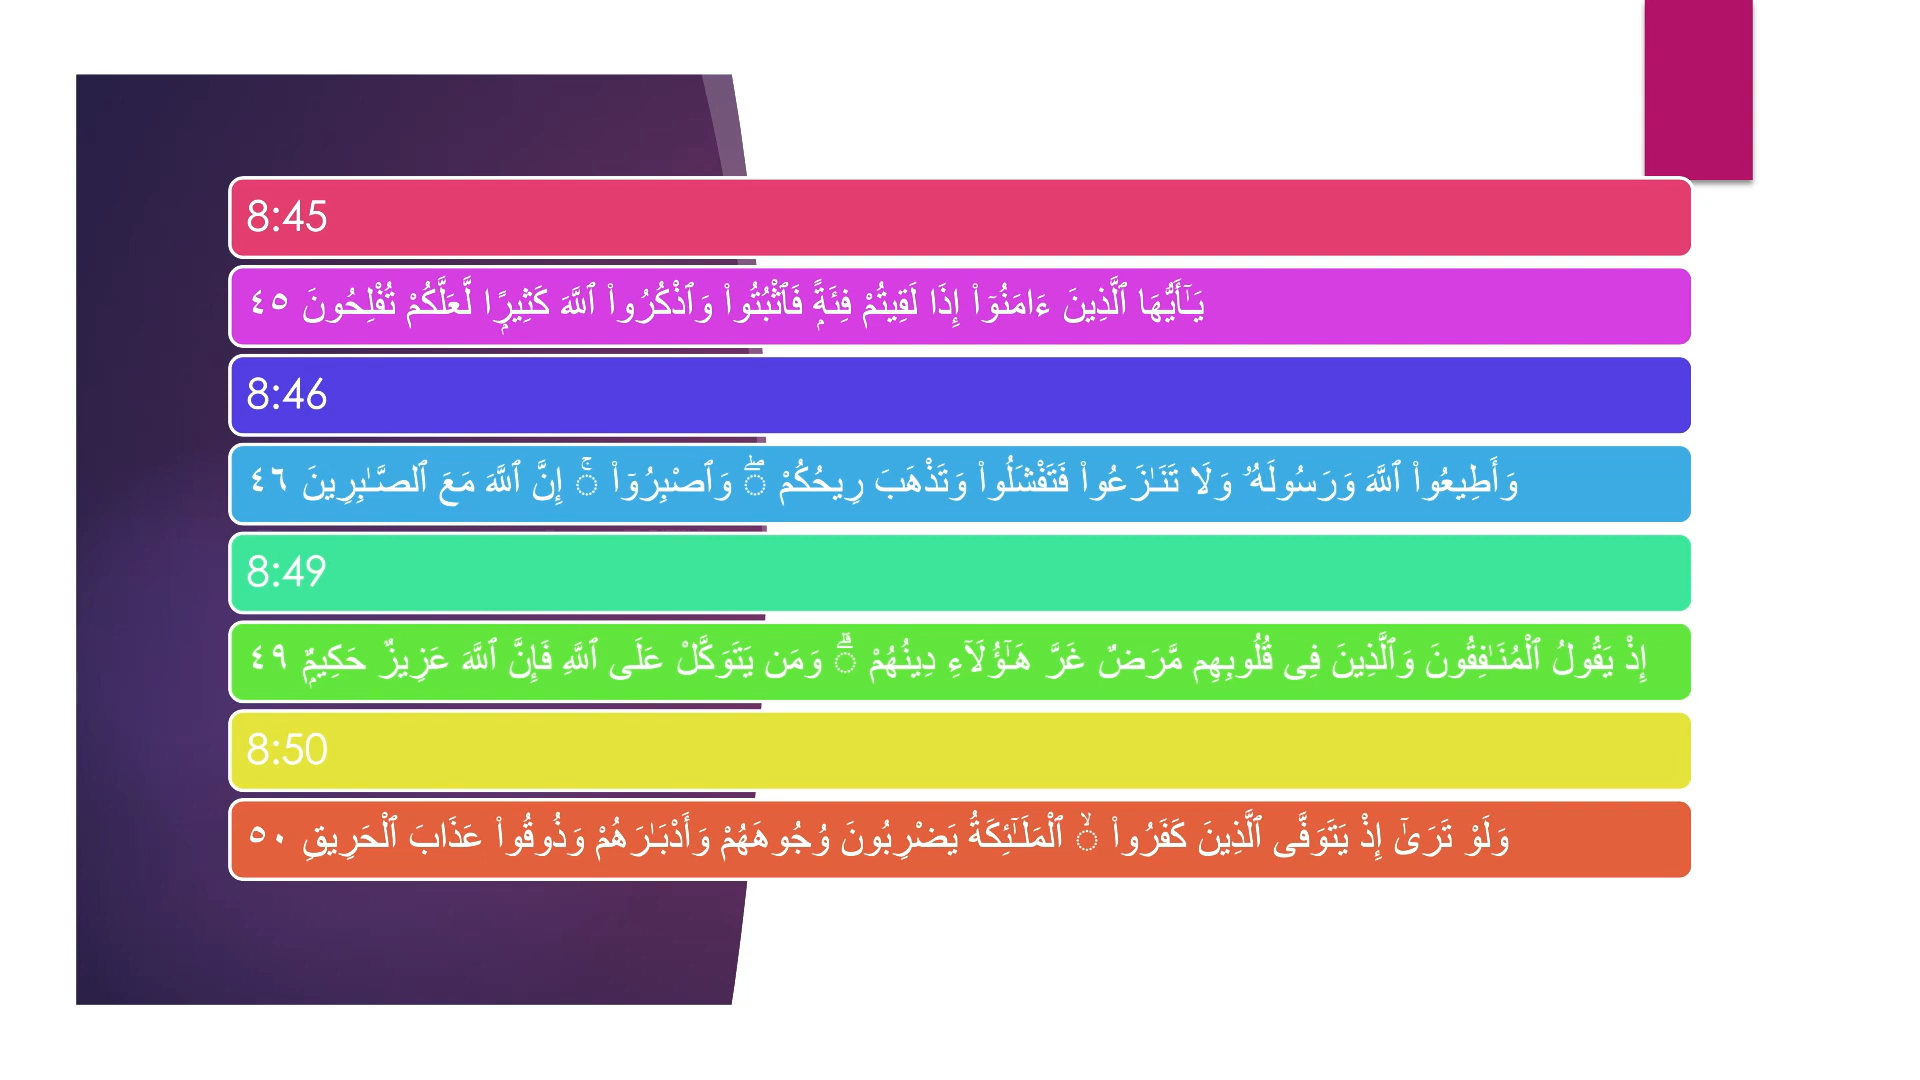 8:45
يَـٰٓأَيُّهَا ٱلَّذِينَ ءَامَنُوٓا۟ إِذَا لَقِيتُمْ فِئَةًۭ فَٱثْبُتُوا۟ وَٱذْكُرُوا۟ ٱللَّهَ كَثِيرًۭا لَّعَلَّكُمْ تُفْلِحُونَ ٤٥
8:46
وَأَطِيعُوا۟ ٱللَّهَ وَرَسُولَهُۥ وَلَا تَنَـٰزَعُوا۟ فَتَفْشَلُوا۟ وَتَذْهَبَ رِيحُكُمْ ۖ وَٱصْبِرُوٓا۟ ۚ إِنَّ ٱللَّهَ مَعَ ٱلصَّـٰبِرِينَ ٤٦
8:49
إِذْ يَقُولُ ٱلْمُنَـٰفِقُونَ وَٱلَّذِينَ فِى قُلُوبِهِم مَّرَضٌ غَرَّ هَـٰٓؤُلَآءِ دِينُهُمْ ۗ وَمَن يَتَوَكَّلْ عَلَى ٱللَّهِ فَإِنَّ ٱللَّهَ عَزِيزٌ حَكِيمٌۭ ٤٩
8:50
وَلَوْ تَرَىٰٓ إِذْ يَتَوَفَّى ٱلَّذِينَ كَفَرُوا۟ ۙ ٱلْمَلَـٰٓئِكَةُ يَضْرِبُونَ وُجُوهَهُمْ وَأَدْبَـٰرَهُمْ وَذُوقُوا۟ عَذَابَ ٱلْحَرِيقِ ٥٠